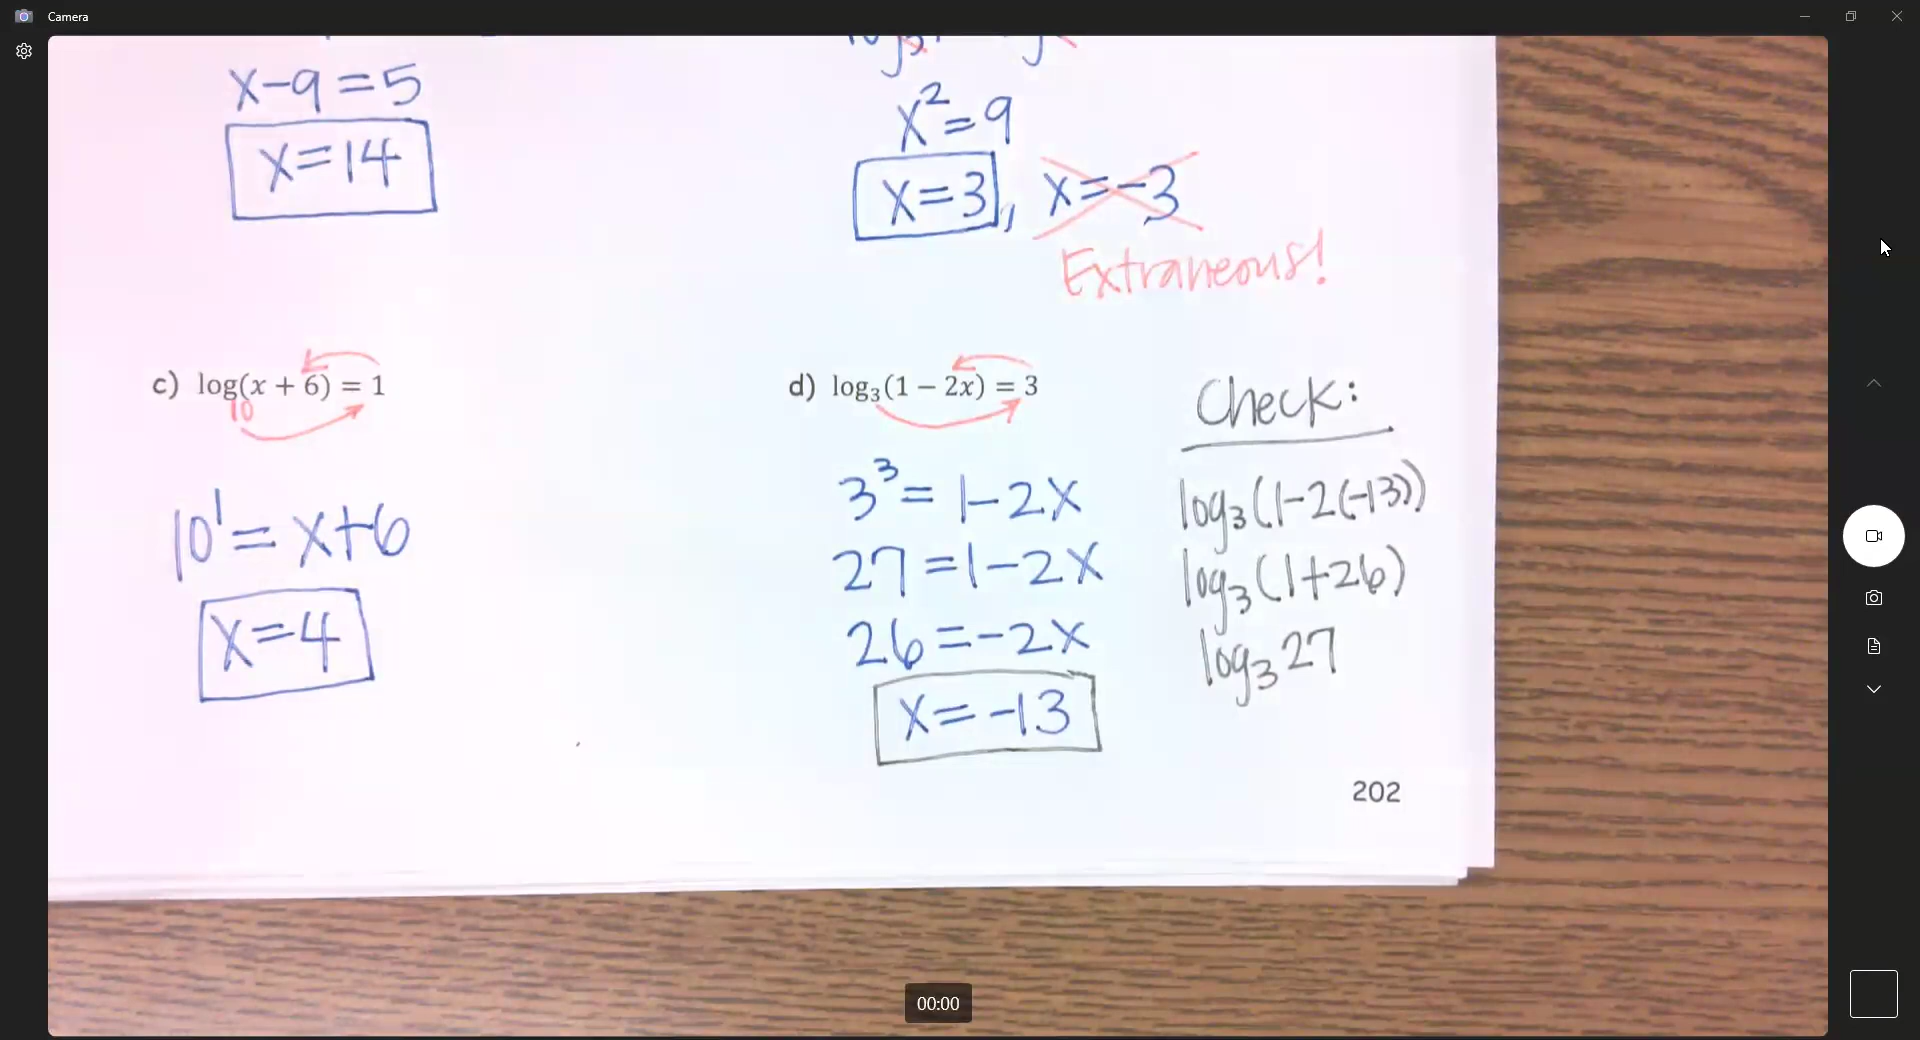 Camera
x-9=5
x=14
x²=9
x=3, x=-3
Extraneous!
c) log(x + 6) = 1
10
10¹=x+6
x=4
d) log₃(1 − 2x) = 3
3³=1-2x
27=1-2x
26=-2x
x=-13
Check:
log₃(1-2(-13))
log₃(1+26)
log₃27
202
00:00